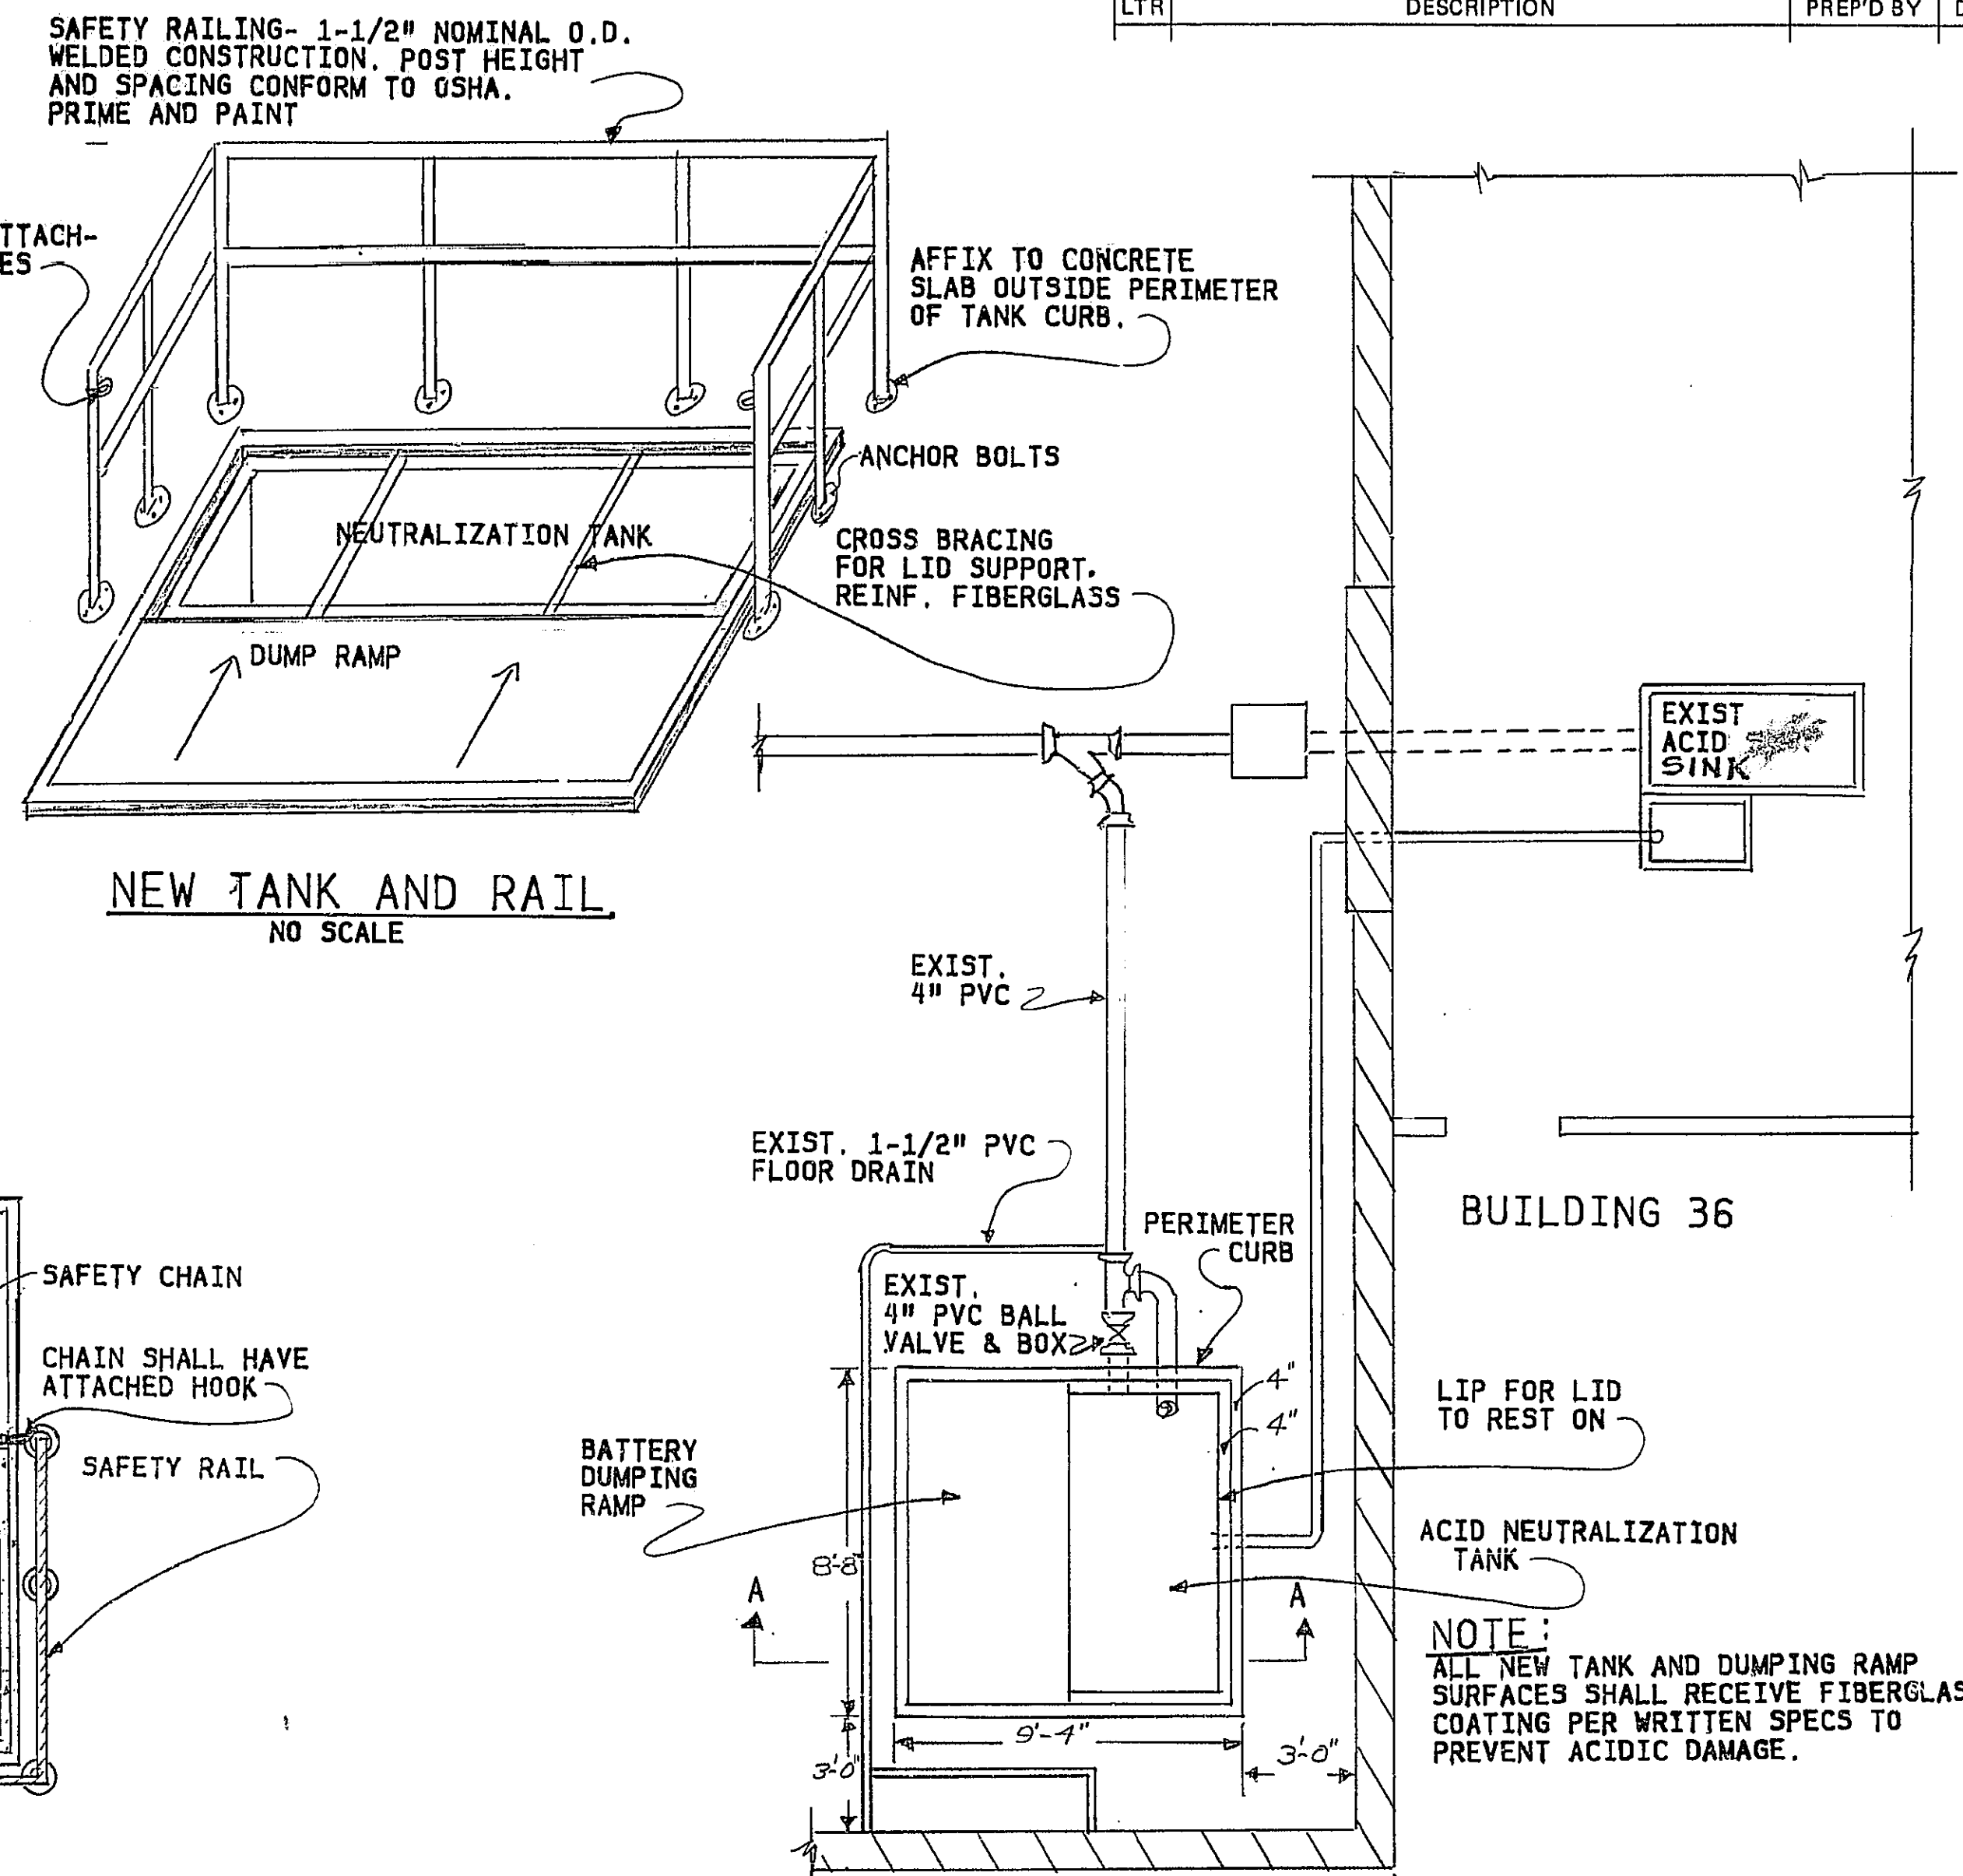 LTR DESCRIPTION PREP'D BY
SAFETY RAILING- 1-1/2" NOMINAL O.D.
WELDED CONSTRUCTION. POST HEIGHT
AND SPACING CONFORM TO OSHA.
PRIME AND PAINT
TTACH-
ES
AFFIX TO CONCRETE
SLAB OUTSIDE PERIMETER
OF TANK CURB.
ANCHOR BOLTS
NEUTRALIZATION TANK
CROSS BRACING
FOR LID SUPPORT.
REINF. FIBERGLASS
DUMP RAMP
NEW TANK AND RAIL
NO SCALE
EXIST
ACID
SINK
EXIST.
4" PVC
EXIST. 1-1/2" PVC
FLOOR DRAIN
BUILDING 36
PERIMETER
CURB
EXIST.
4" PVC BALL
VALVE & BOX
SAFETY CHAIN
CHAIN SHALL HAVE
ATTACHED HOOK
SAFETY RAIL
4"
4"
LIP FOR LID
TO REST ON
BATTERY
DUMPING
RAMP
8'-8"
A
A
ACID NEUTRALIZATION
TANK
NOTE:
ALL NEW TANK AND DUMPING RAMP
SURFACES SHALL RECEIVE FIBERGLAS
COATING PER WRITTEN SPECS TO
PREVENT ACIDIC DAMAGE.
9'-4"
3'-0"
3'-0"